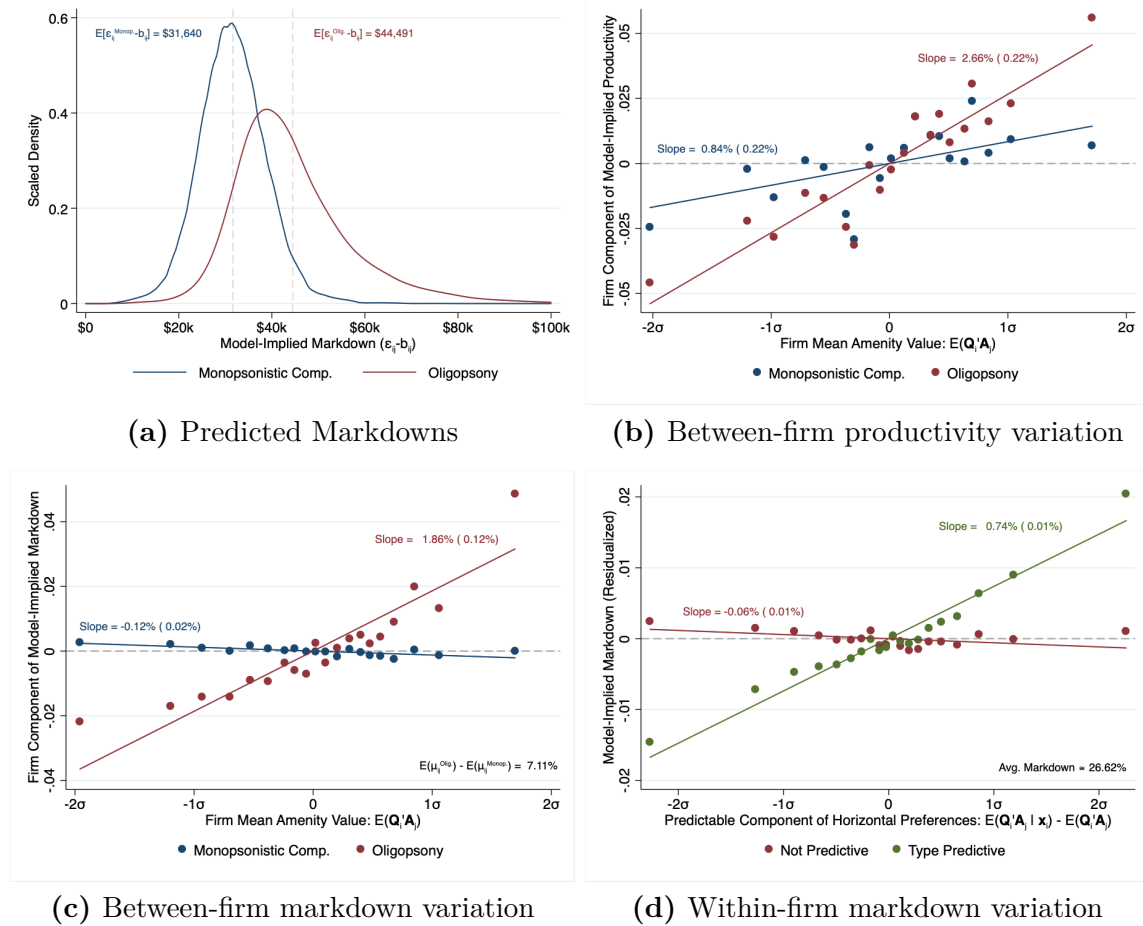 E[ε_ij^Monop.-b_ij] = $31,640
E[ε_ij^Olig.-b_ij] = $44,491
Scaled Density
0.6
0.4
0.2
0
$0 $20k $40k $60k $80k $100k
Model-Implied Markdown (ε_ij-b_ij)
Monopsonistic Comp. Oligopsony
(a) Predicted Markdowns
Firm Component of Model-Implied Productivity
.05
.025
0
-.025
-.05
Slope = 2.66% ( 0.22%)
Slope = 0.84% ( 0.22%)
-2σ -1σ 0 1σ 2σ
Firm Mean Amenity Value: E(Q_i'A_j)
Monopsonistic Comp. Oligopsony
(b) Between-firm productivity variation
Firm Component of Model-Imnplied Markdown
.04
.02
0
-.02
-.04
Slope = 1.86% ( 0.12%)
Slope = -0.12% ( 0.02%)
E(μ_ij^Olig.) - E(μ_ij^Monop.) = 7.11%
-2σ -1σ 0 1σ 2σ
Firm Mean Amenity Value: E(Q_i'A_j)
Monopsonistic Comp. Oligopsony
(c) Between-firm markdown variation
Model-Implied Markdown (Residualized)
.02
.01
0
-.01
-.02
Slope = 0.74% ( 0.01%)
Slope = -0.06% ( 0.01%)
Avg. Markdown = 26.62%
-2σ -1σ 0 1σ 2σ
Predictable Component of Horizontal Preferences: E(Q_i'A_j | x_i) - E(Q_i'A_j)
Not Predictive Type Predictive
(d) Within-firm markdown variation